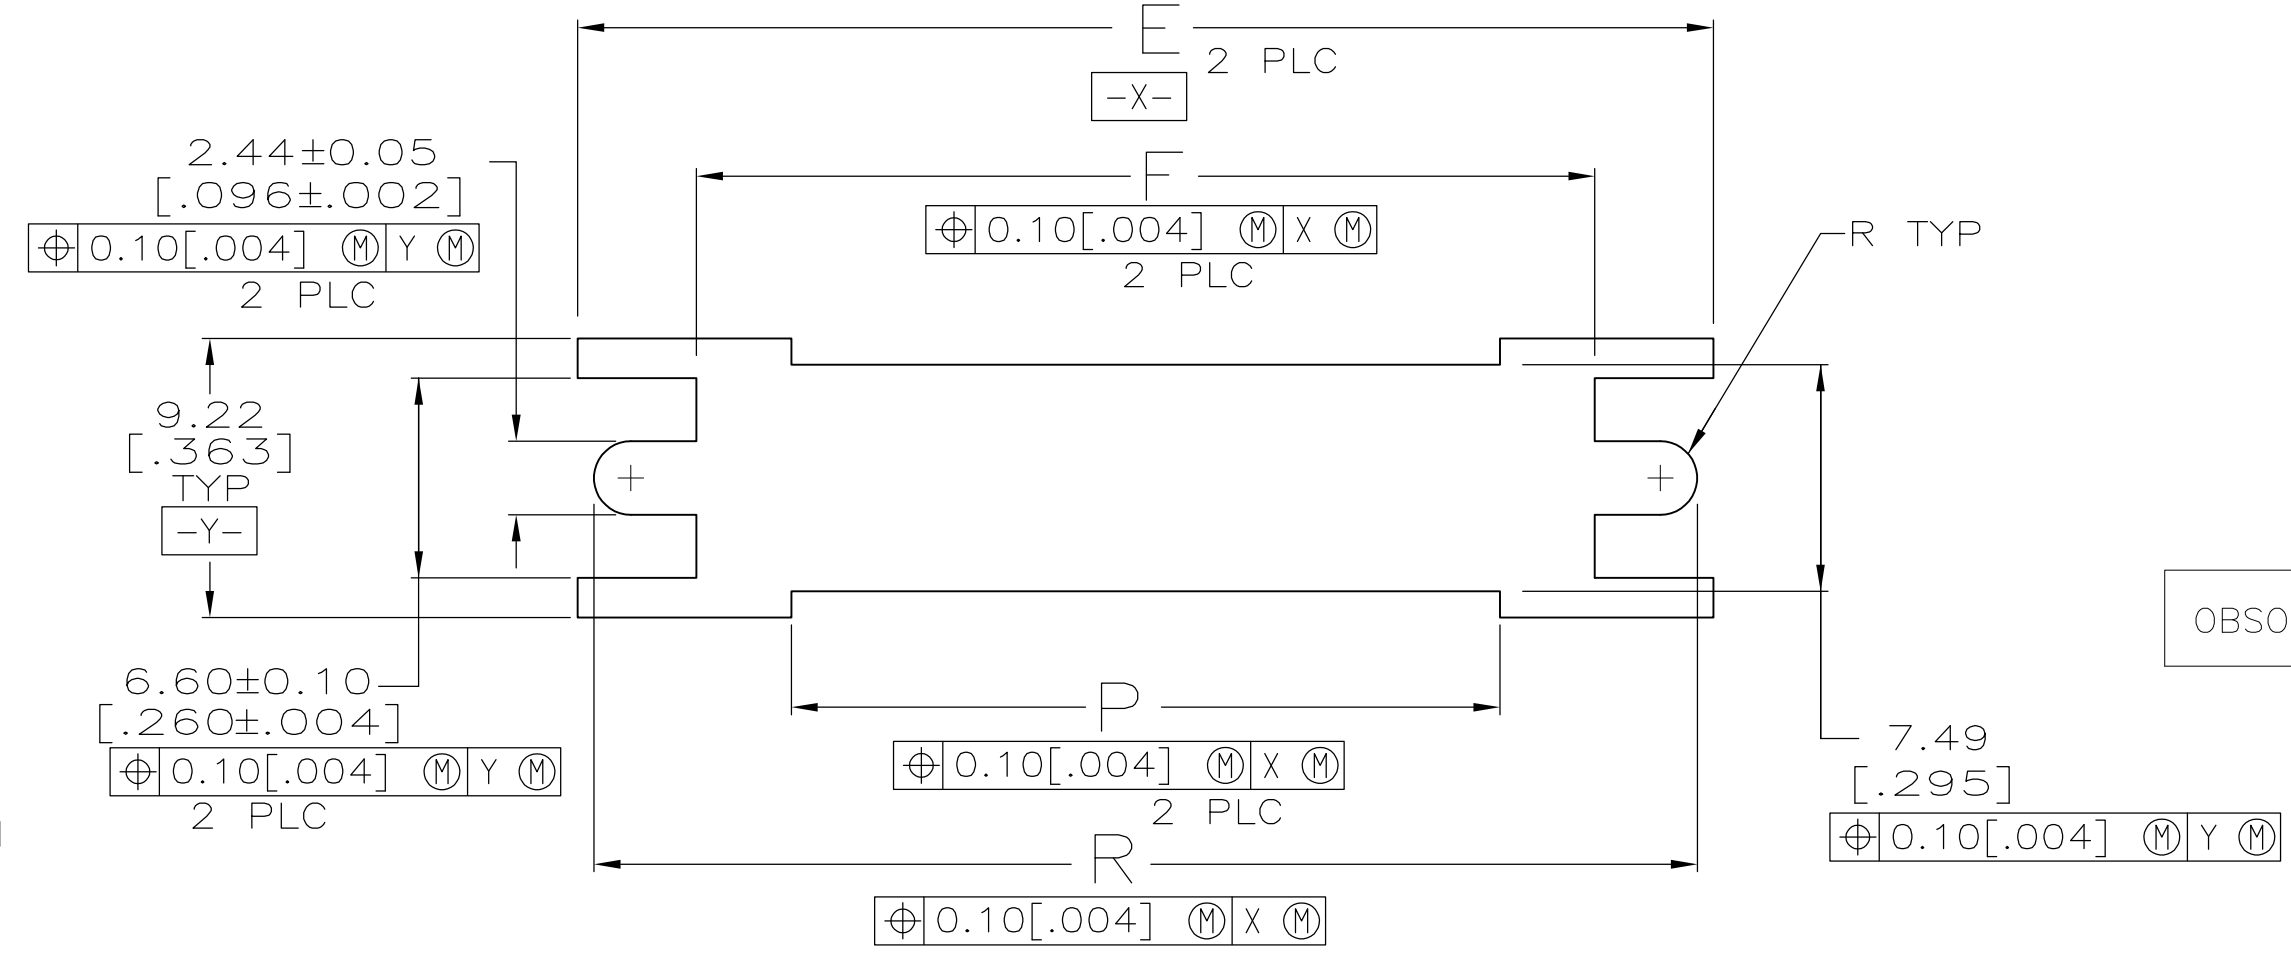 E
2 PLC
-X-
2.44±0.05
[.096±.002]
⌖ 0.10[.004] Ⓜ Y Ⓜ
2 PLC
F
⌖ 0.10[.004] Ⓜ X Ⓜ
2 PLC
R TYP
9.22
[.363]
TYP
-Y-
OBSO
6.60±0.10
[.260±.004]
⌖ 0.10[.004] Ⓜ Y Ⓜ
2 PLC
P
⌖ 0.10[.004] Ⓜ X Ⓜ
2 PLC
7.49
[.295]
⌖ 0.10[.004] Ⓜ Y Ⓜ
R
⌖ 0.10[.004] Ⓜ X Ⓜ